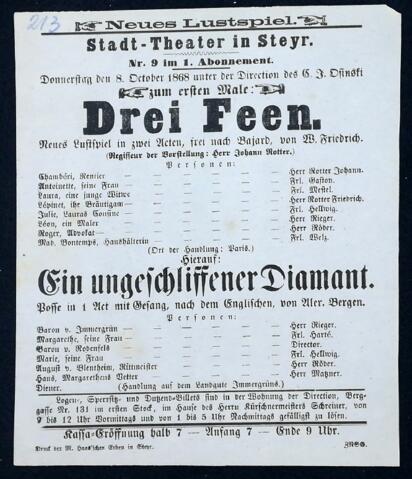 213
Neues Lustspiel.
Stadt-Theater in Steyr.
Nr. 9 im 1. Abonnement.
Donnerstag den 8. October 1868 unter der Direction des C. J. Osinski
zum ersten Male:
Drei Feen.
Neues Lustspiel in zwei Acten, frei nach Bajard, von W. Friedrich.
(Regisseur der Vorstellung: Herr Johann Rotter.)
Personen:
Chambéri, Rentier — — — — — Herr Rotter Johann.
Antoinette, seine Frau — — — — — Frl. Gaston.
Laura, eine junge Witwe — — — — — Frl. Mestel.
Lépinet, ihr Bräutigam — — — — — Herr Rotter Friedrich.
Julie, Lauras Cousine — — — — — Frl. Hellwig.
Léon, ein Maler — — — — — Herr Rieger.
Roger, Advokat — — — — — Herr Röder.
Mad. Bontemps, Haushälterin — — — — Frl. Welz.
(Ort der Handlung: Paris.)
Hierauf:
Ein ungeschliffener Diamant.
Posse in 1 Act mit Gesang, nach dem Englischen, von Aler. Bergen.
Personen:
Baron v. Immergrün — — — — — Herr Rieger.
Margarethe, seine Frau — — — — — Frl. Harté.
Baron v. Rodenfels — — — — — Director.
Marie, seine Frau — — — — — Frl. Hellwig.
August v. Blentheim, Rittmeister — — — — Herr Röder.
Hans, Margarethens Vetter — — — — Herr Matzner.
Diener. (Handlung auf dem Landgute Immergrüns.)
Logen-, Sperrsitz- und Dutzend-Billets sind in der Wohnung der Direction, Berg-
gasse Nr. 131 im ersten Stock, im Hause des Herrn Kürschnermeisters Schreiner, von
9 bis 12 Uhr Vormittags und von 1 bis 5 Uhr Nachmittags gefälligst zu lösen.
Kassa-Eröffnung halb 7 — Anfang 7 — Ende 9 Uhr.
Druck der M. Haas'schen Erben in Steyr.